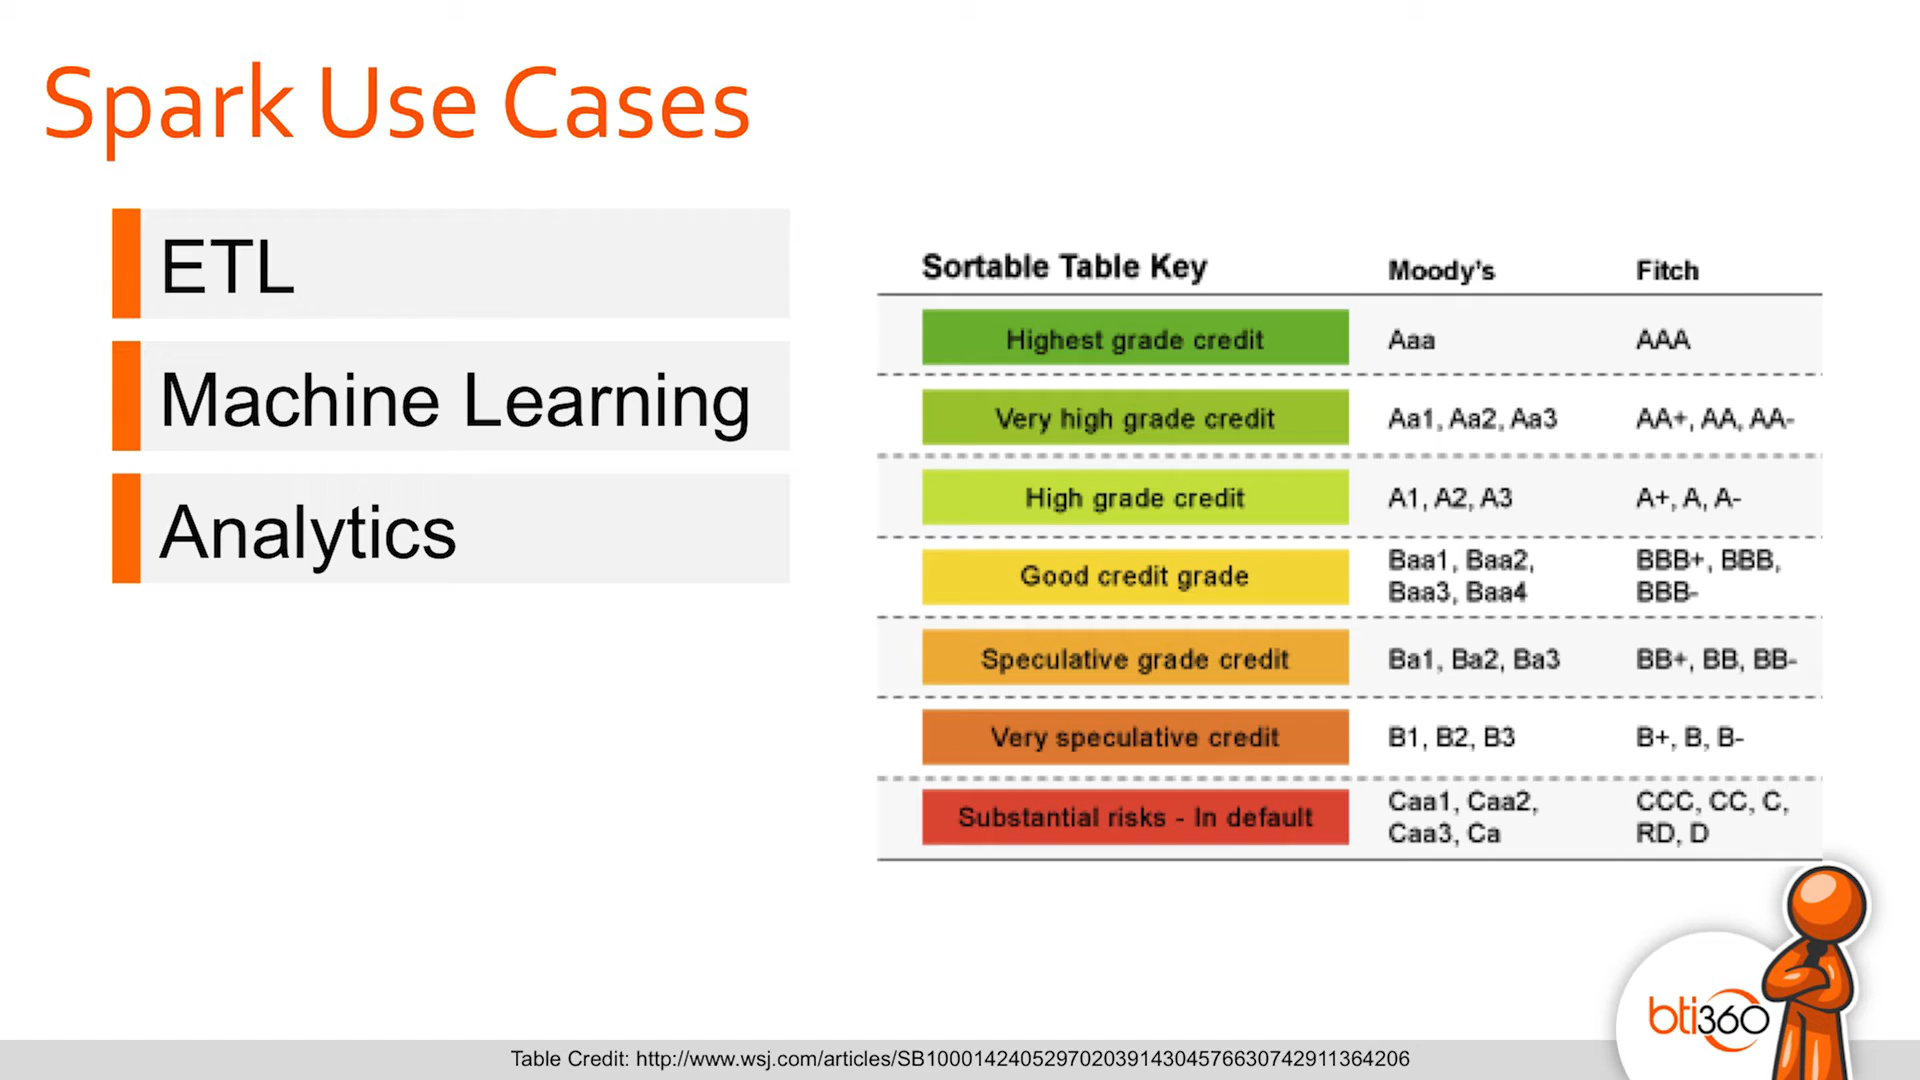 Spark Use Cases
ETL
Machine Learning
Analytics
Sortable Table Key Moody's Fitch
Highest grade credit Aaa AAA
Very high grade credit Aa1, Aa2, Aa3 AA+, AA, AA-
High grade credit A1, A2, A3 A+, A, A-
Good credit grade Baa1, Baa2, Baa3, Baa4 BBB+, BBB, BBB-
Speculative grade credit Ba1, Ba2, Ba3 BB+, BB, BB-
Very speculative credit B1, B2, B3 B+, B, B-
Substantial risks - In default Caa1, Caa2, Caa3, Ca CCC, CC, C, RD, D
bti360
Table Credit: http://www.wsj.com/articles/SB10001424052970203914304576630742911364206